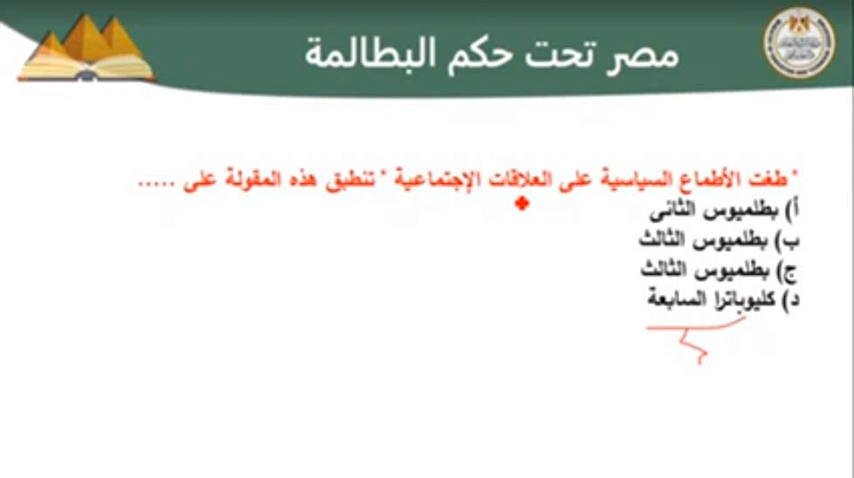 مصر تحت حكم البطالمة
" طغت الأطماع السياسية على العلاقات الإجتماعية " تنطبق هذه المقولة على .....
أ) بطلميوس الثانى
ب) بطلميوس الثالث
ج) بطلميوس الثالث
د) كليوباترا السابعة